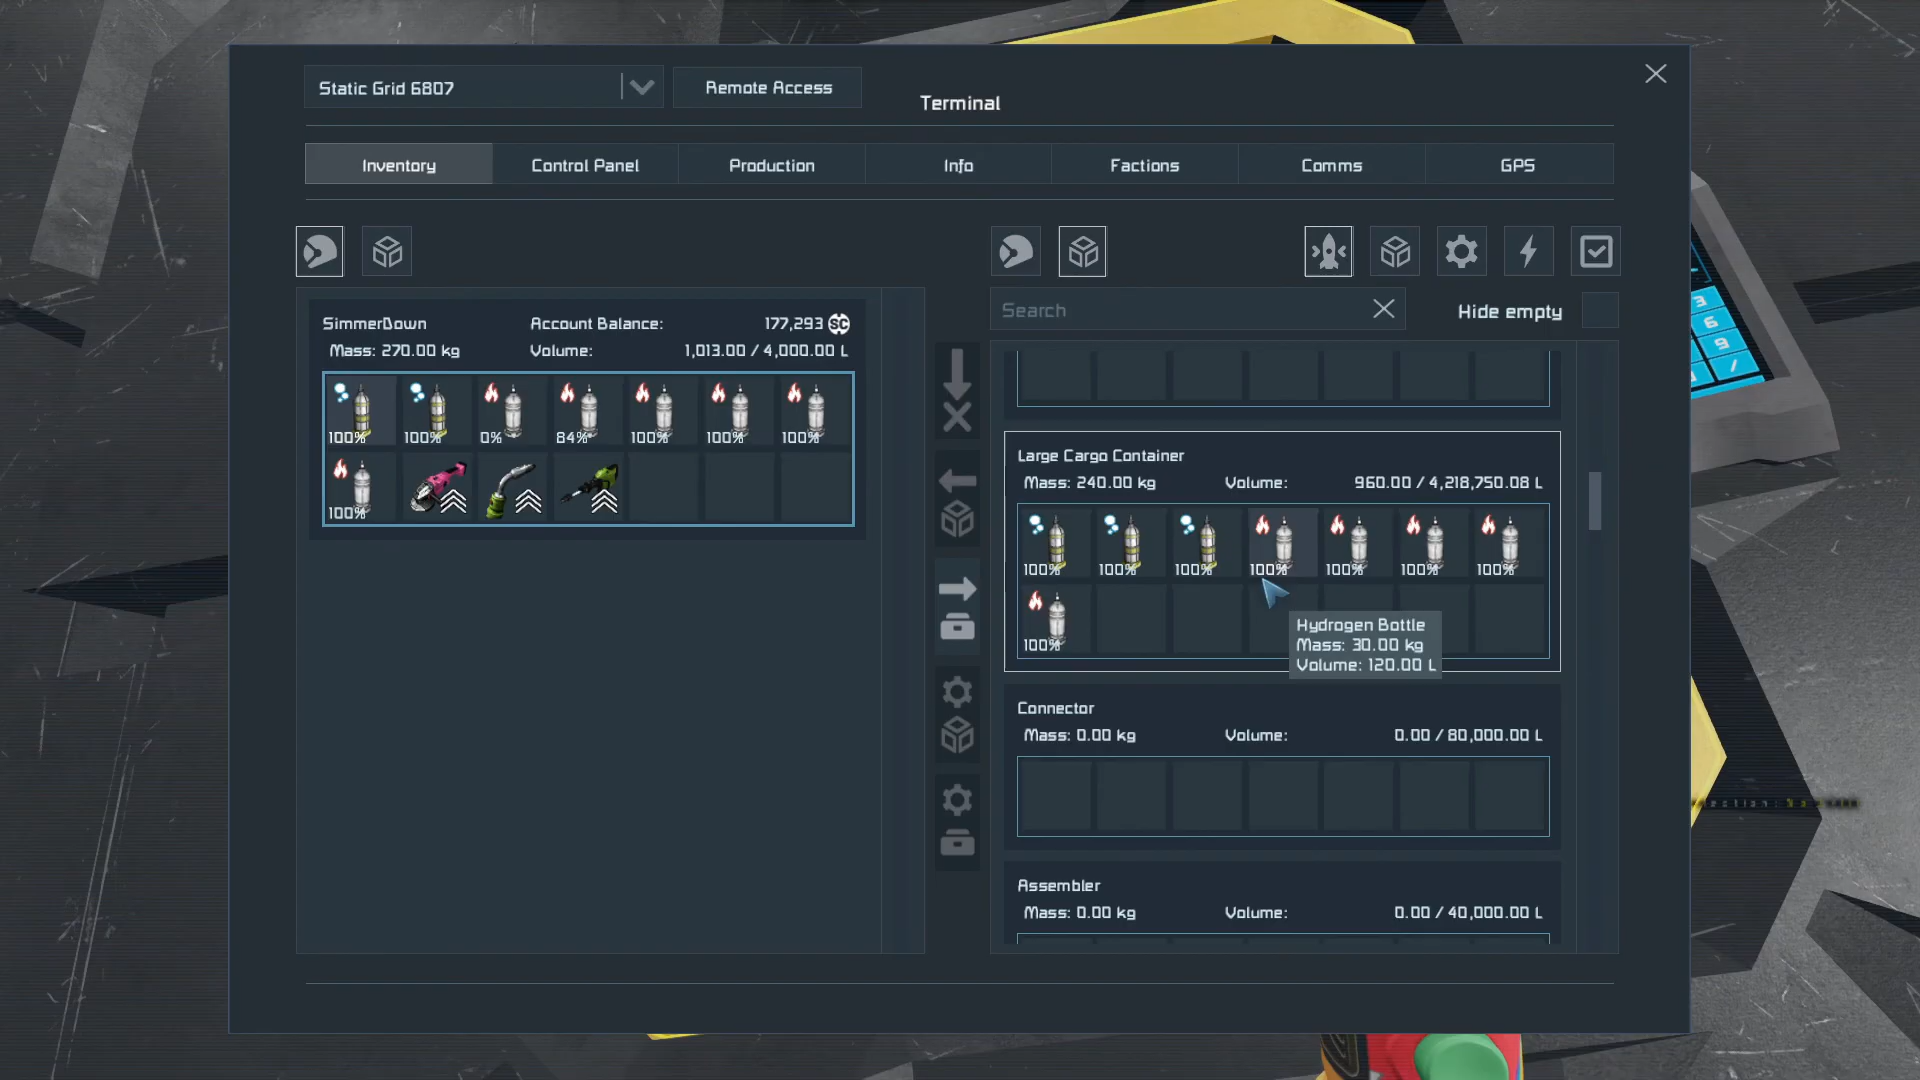 Static Grid 6807
Remote Access
Terminal
Inventory
Control Panel
Production
Info
Factions
Comms
GPS
Search
Hide empty
SimmerDown
Account Balance:
177,293 SC
Mass: 270.00 kg
Volume:
1,013.00 / 4,000.00 L
100%
100%
0%
84%
100%
100%
100%
100%
Large Cargo Container
Mass: 240.00 kg
Volume:
960.00 / 4,218,750.08 L
100%
100%
100%
100%
100%
100%
100%
100%
Hydrogen Bottle
Mass: 30.00 kg
Volume: 120.00 L
Connector
Mass: 0.00 kg
Volume:
0.00 / 80,000.00 L
Assembler
Mass: 0.00 kg
Volume:
0.00 / 40,000.00 L
3
6
9
/